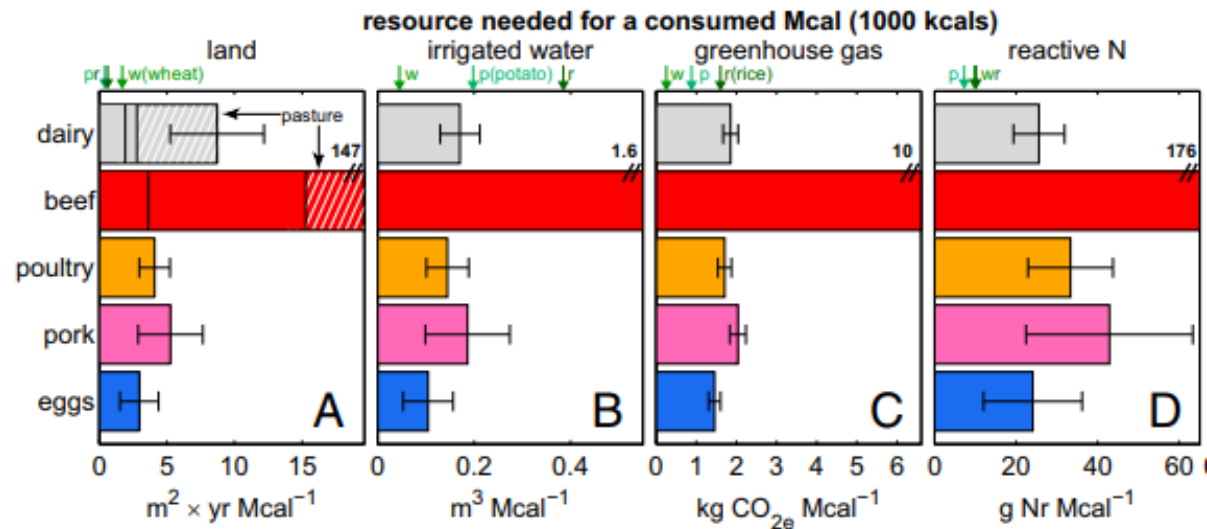 resource needed for a consumed Mcal (1000 kcals)
land irrigated water greenhouse gas reactive N
pr w(wheat) w p(potato) r w p r(rice) p wr
dairy
pasture
147 1.6 10 176
beef
poultry
pork
eggs
A B C D
0 5 10 15 0 0.2 0.4 0 1 2 3 4 5 6 0 20 40 60
m² × yr Mcal⁻¹ m³ Mcal⁻¹ kg CO₂ₑ Mcal⁻¹ g Nr Mcal⁻¹